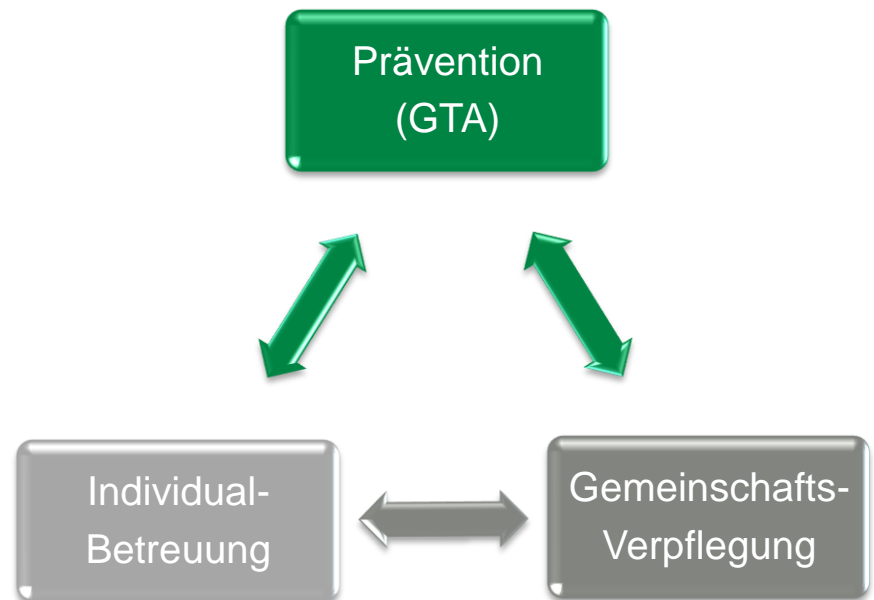 Prävention
(GTA)
Individual-
Betreuung
Gemeinschafts-
Verpflegung